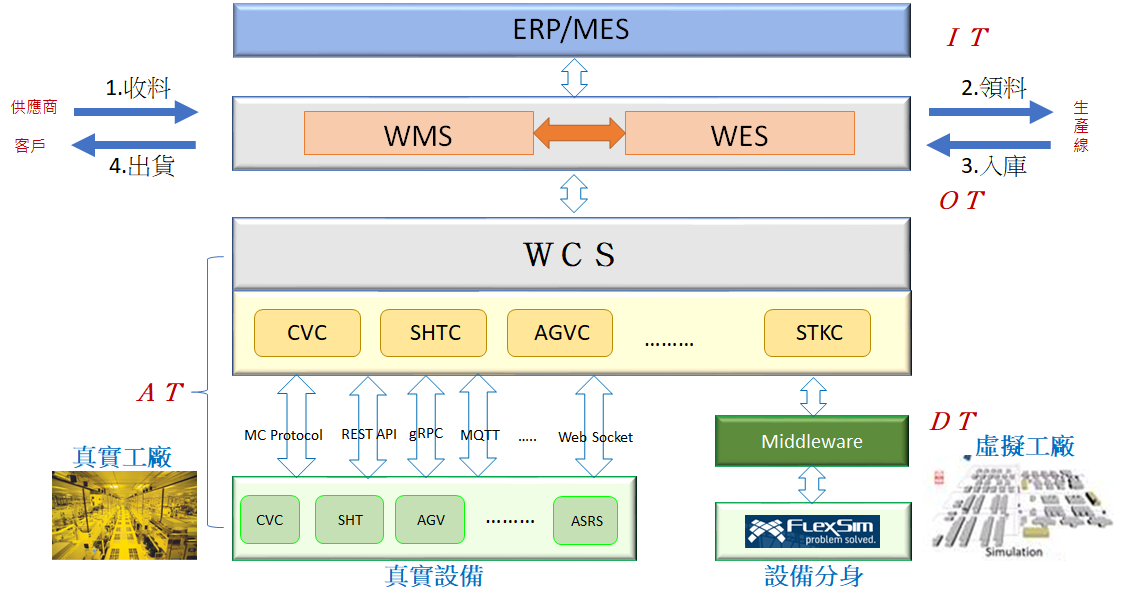 ERP/MES
I T
1.收料
2.領料
供應商
生產線
WMS
WES
客戶
4.出貨
3.入庫
O T
WCS
CVC
SHTC
AGVC
………
STKC
A T
MC Protocol
REST API
gRPC
MQTT
…..
Web Socket
Middleware
D T
真實工廠
虛擬工廠
CVC
SHT
AGV
………
ASRS
FLEXSIM
problem solved.
Simulation
真實設備
設備分身